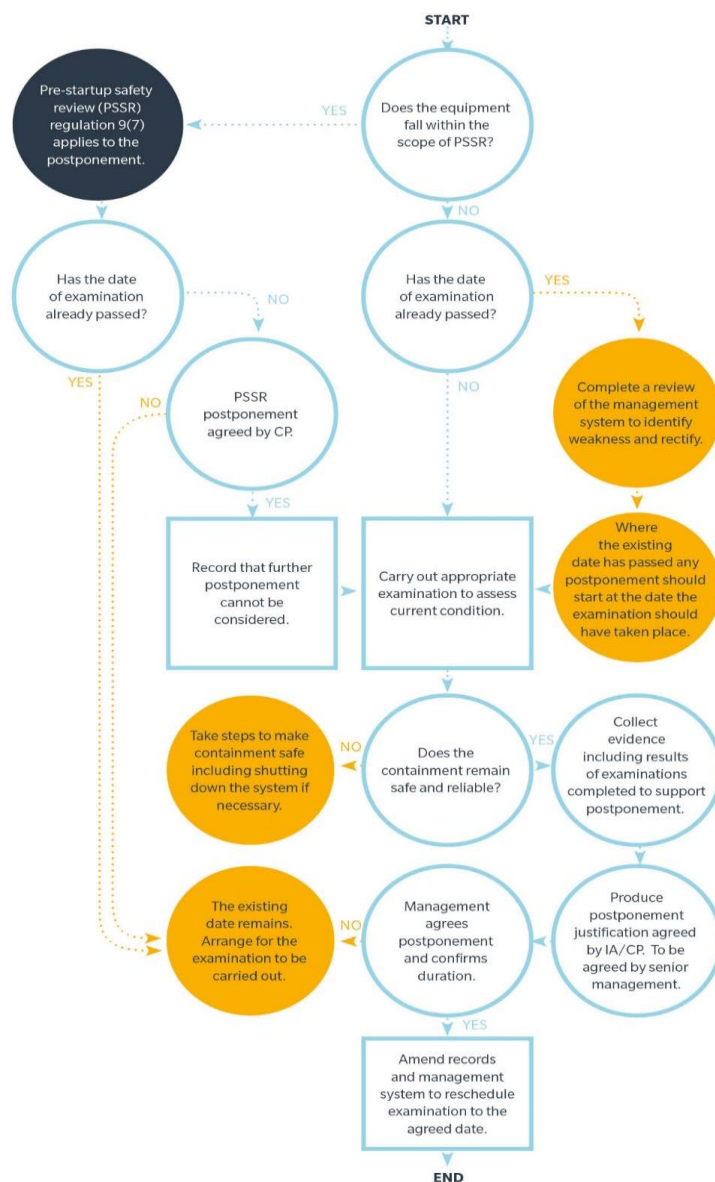 START
Pre-startup safety
review (PSSR)
regulation 9(7)
applies to the
postponement.
YES
Does the equipment
fall within the
scope of PSSR?
NO
Has the date
of examination
already passed?
NO
Has the date
of examination
already passed?
YES
YES
NO
PSSR
postponement
agreed by CP.
NO
Complete a review
of the management
system to identify
weakness and rectify.
YES
Record that further
postponement
cannot be
considered.
Carry out appropriate
examination to assess
current condition.
Where
the existing
date has passed any
postponement should
start at the date the
examination should
have taken place.
Take steps to make
containment safe
including shutting
down the system if
necessary.
NO
Does the
containment remain
safe and reliable?
YES
Collect
evidence
including results
of examinations
completed to support
postponement.
The existing
date remains.
Arrange for the
examination to be
carried out.
NO
Management
agrees
postponement
and confirms
duration.
Produce
postponement
justification agreed
by IA/CP. To be
agreed by senior
management.
YES
Amend records
and management
system to reschedule
examination to the
agreed date.
END